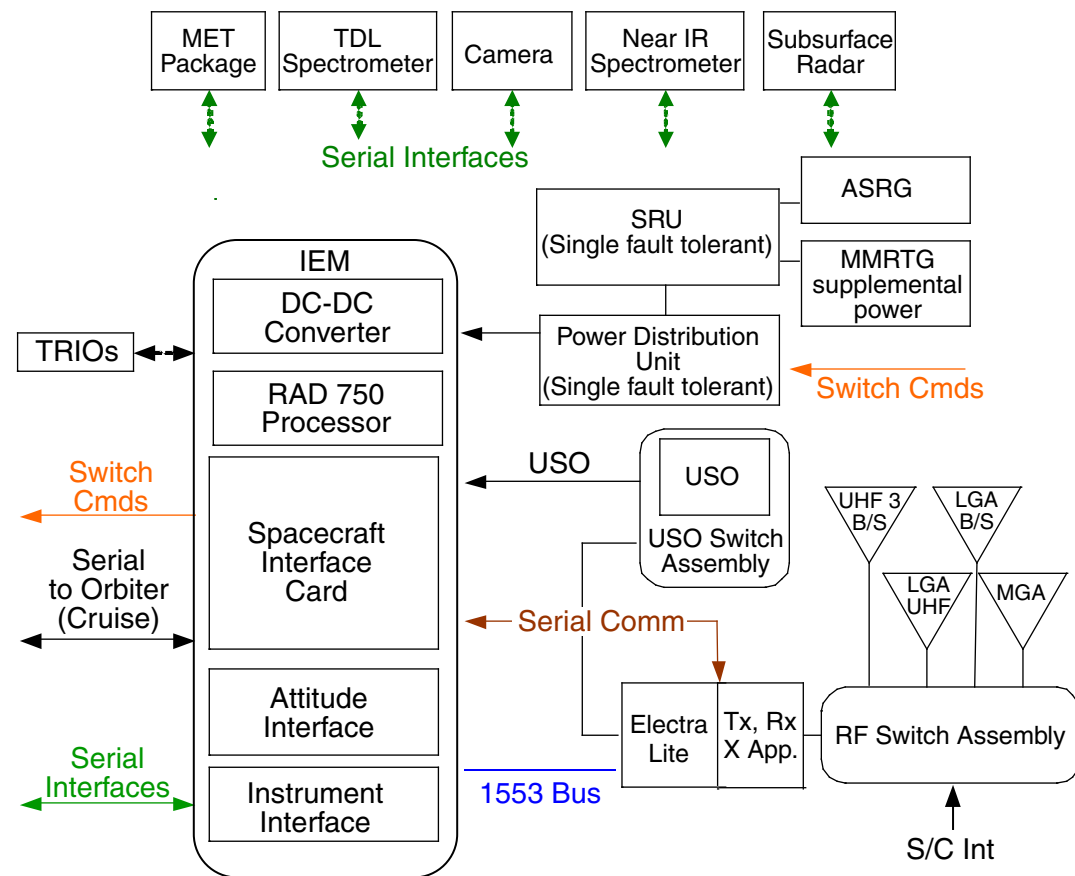 MET
Package
TDL
Spectrometer
Camera
Near IR
Spectrometer
Subsurface
Radar
Serial Interfaces
SRU
(Single fault tolerant)
ASRG
MMRTG
supplemental
power
IEM
DC-DC
Converter
Power Distribution
Unit
(Single fault tolerant)
TRIOs
Switch Cmds
RAD 750
Processor
Switch
Cmds
USO
USO
USO Switch
Assembly
UHF 3
B/S
LGA
B/S
Spacecraft
Interface
Card
Serial
to Orbiter
(Cruise)
LGA
UHF
MGA
Serial Comm
Attitude
Interface
Electra
Lite
Tx, Rx
X App.
RF Switch Assembly
Serial
Interfaces
1553 Bus
Instrument
Interface
S/C Int